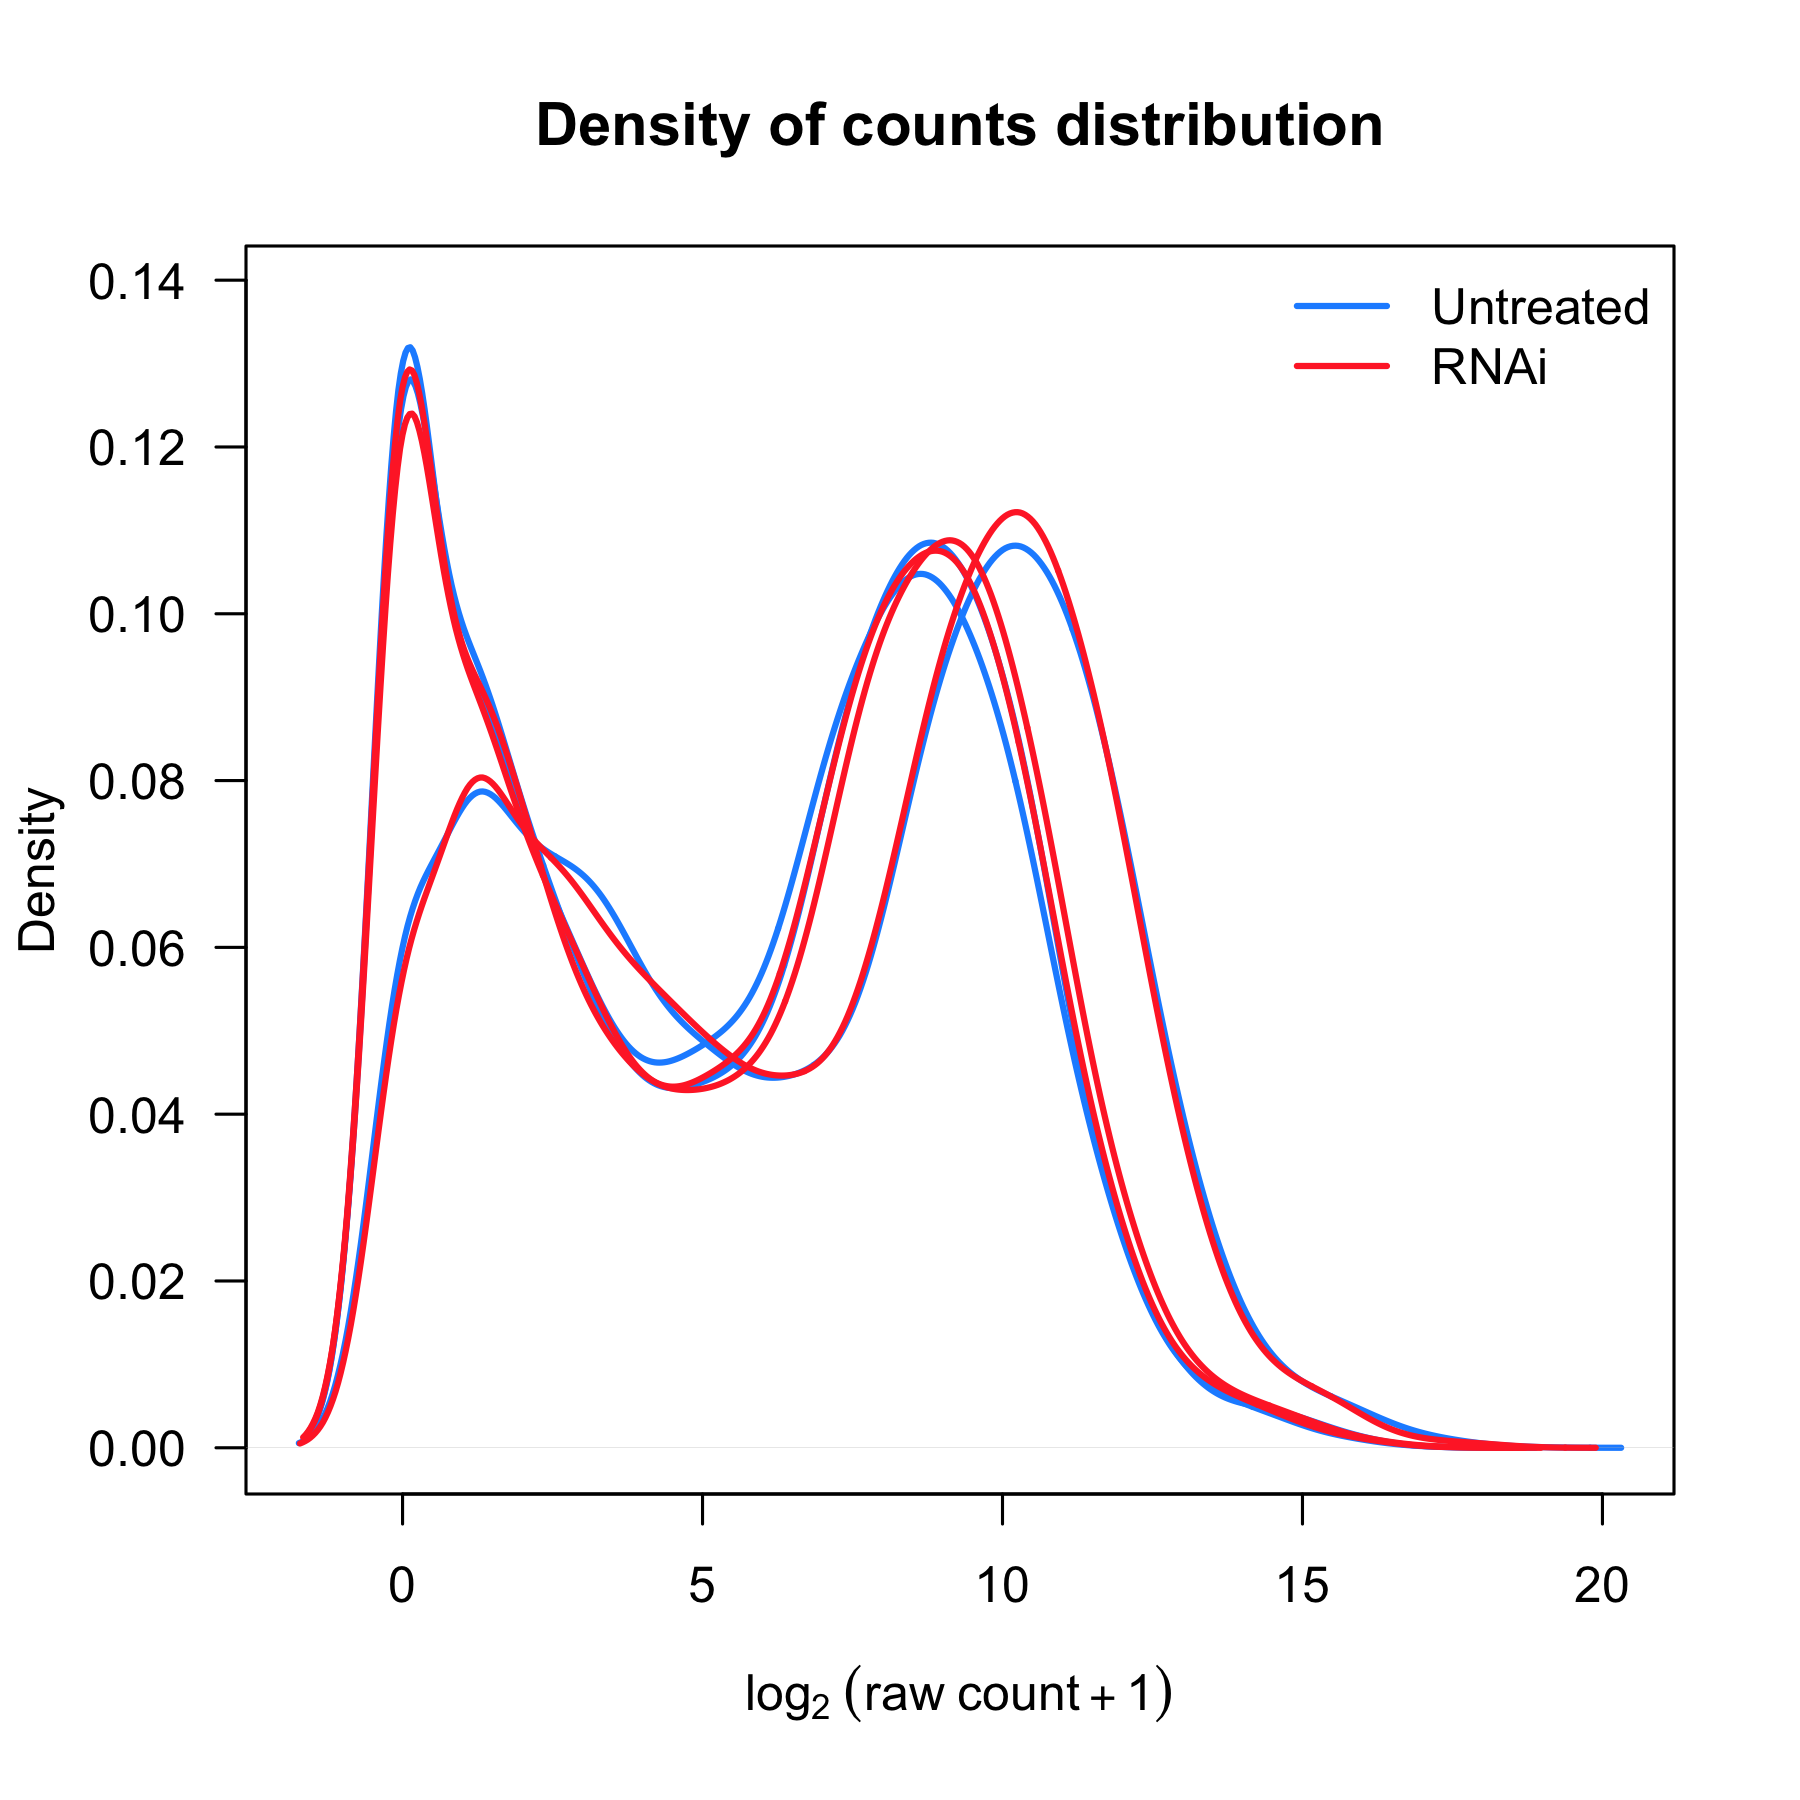 Density of counts distribution
Untreated
RNAi
0.14
0.12
0.10
0.08
0.06
0.04
0.02
0.00
Density
0 5 10 15 20
log₂ (raw count + 1)